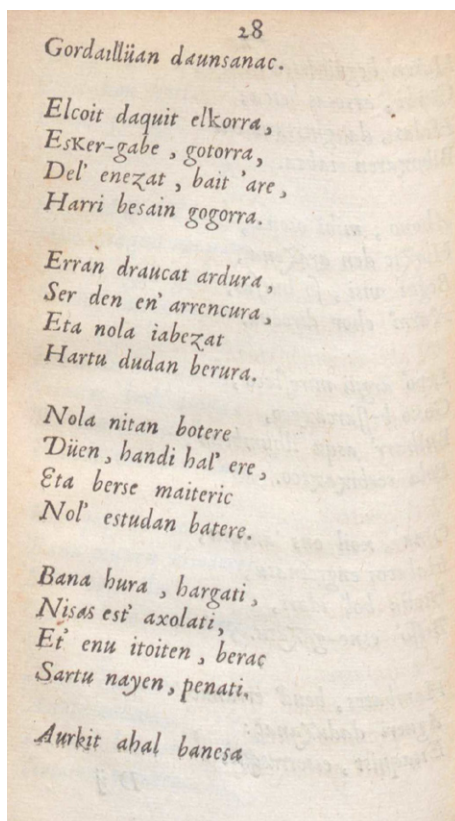 28
Gordaillüan daunsanac.
Elcoit daquit elkorra,
Esker-gabe, gotorra,
Del' enezat, bait 'are,
Harri besain gogorra.
Erran draucat ardura,
Ser den en' arrencura,
Eta nola iabezat
Hartu dudan berura.
Nola nitan botere
Düen, handi hal' ere,
Eta berse maiteric
Nol' estudan batere.
Bana hura, hargati,
Nisas est' axolati,
Et' enu itoiten, berac
Sartu nayen, penati.
Aurkit ahal bancsa